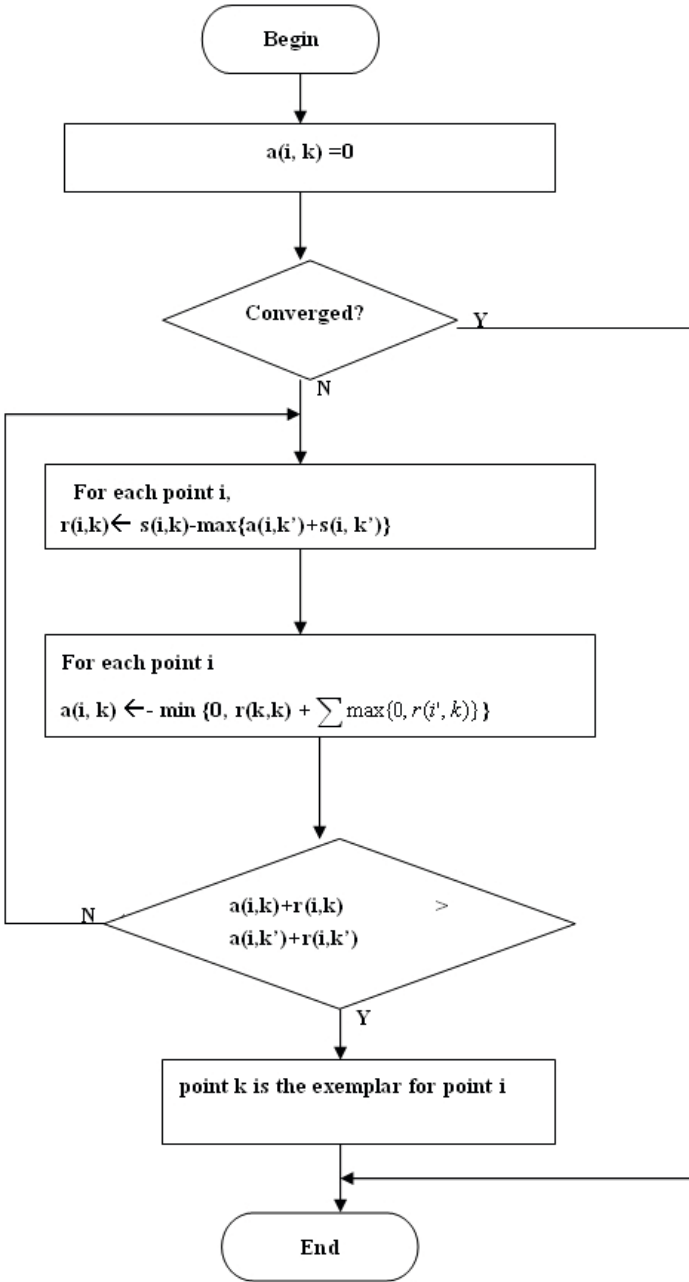 Begin
a(i, k) =0
Converged?
Y
N
For each point i,
r(i,k)← s(i,k)-max{a(i,k’)+s(i, k’)}
For each point i
a(i, k) ←- min {0, r(k,k) + ∑ max{0, r(i', k)} }
a(i,k)+r(i,k) >
a(i,k’)+r(i,k’)
N
Y
point k is the exemplar for point i
End